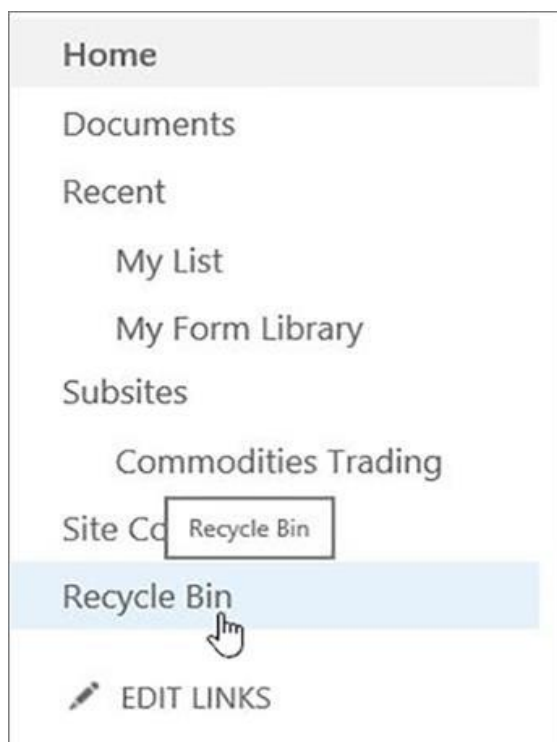 Home
Documents
Recent
My List
My Form Library
Subsites
Commodities Trading
Site Co
Recycle Bin
Recycle Bin
EDIT LINKS